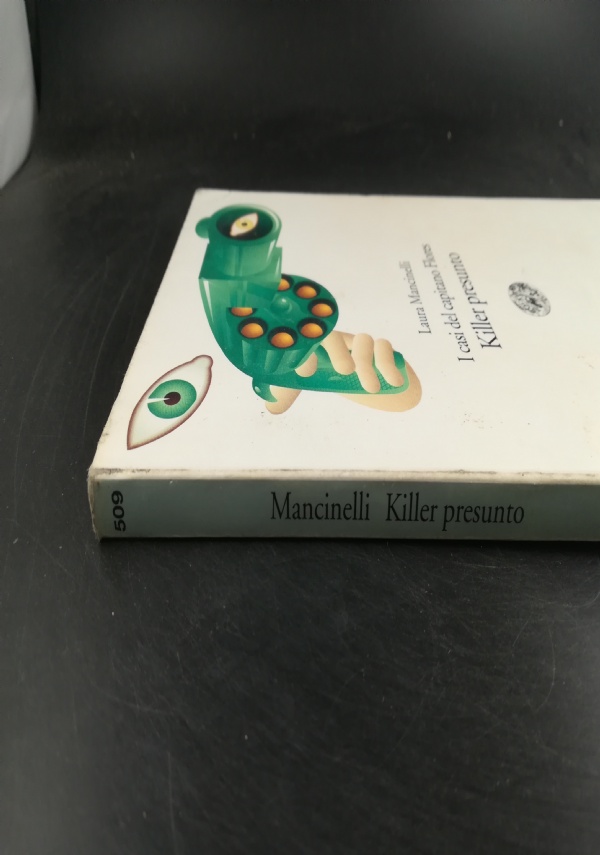 Laura Mancinelli
I casi del capitano Flores
Killer presunto
509
Mancinelli Killer presunto